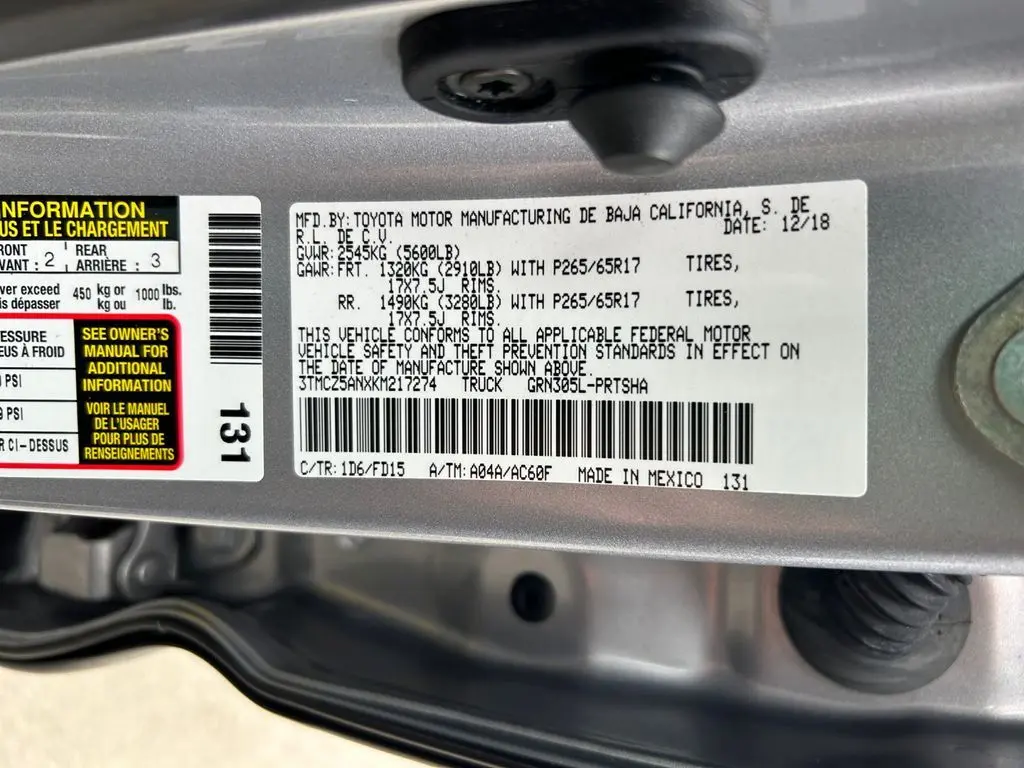 INFORMATION
US ET LE CHARGEMENT
RONT
VANT : 2
REAR
ARRIÈRE : 3
ver exceed
is dépasser
450 kg or
kg ou
1000 lbs.
lb.
ESSURE
EUS À FROID
PSI
PSI
R CI-DESSUS
SEE OWNER'S
MANUAL FOR
ADDITIONAL
INFORMATION
VOIR LE MANUEL
DE L'USAGER
POUR PLUS DE
RENSEIGNEMENTS
131
MFD.BY: TOYOTA MOTOR MANUFACTURING DE BAJA CALIFORNIA, S. DE
R.L. DE C.V. DATE: 12/18
GVWR: 2545KG (5600LB)
GAWR: FRT. 1320KG (2910LB) WITH P265/65R17 TIRES,
17X7.5J RIMS.
RR. 1490KG (3280LB) WITH P265/65R17 TIRES,
17X7.5J RIMS.
THIS VEHICLE CONFORMS TO ALL APPLICABLE FEDERAL MOTOR
VEHICLE SAFETY AND THEFT PREVENTION STANDARDS IN EFFECT ON
THE DATE OF MANUFACTURE SHOWN ABOVE.
3TMCZ5ANXKM217274 TRUCK GRN305L-PRTSHA
C/TR: 1D6/FD15 A/TM: A04A/AC60F MADE IN MEXICO 131